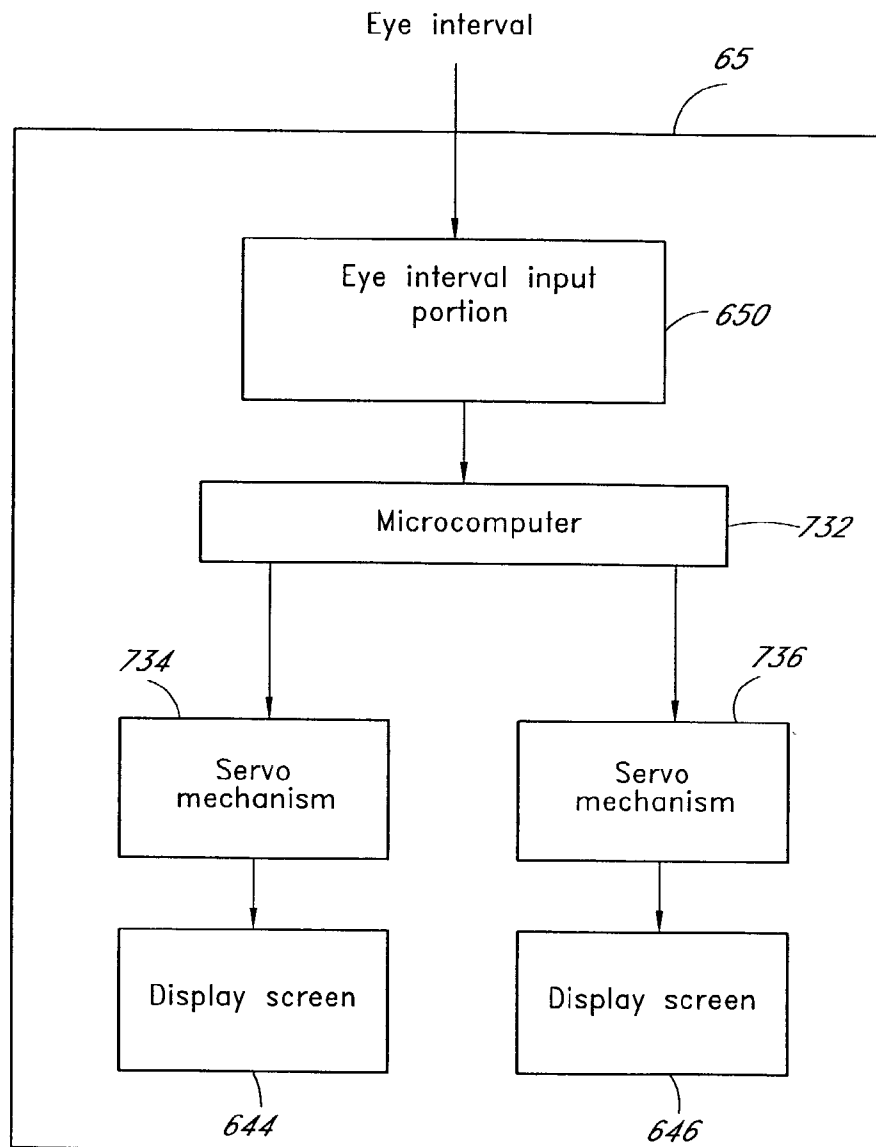 Eye interval
65
Eye interval input
portion
650
Microcomputer
732
734
736
Servo
mechanism
Servo
mechanism
Display screen
Display screen
644
646